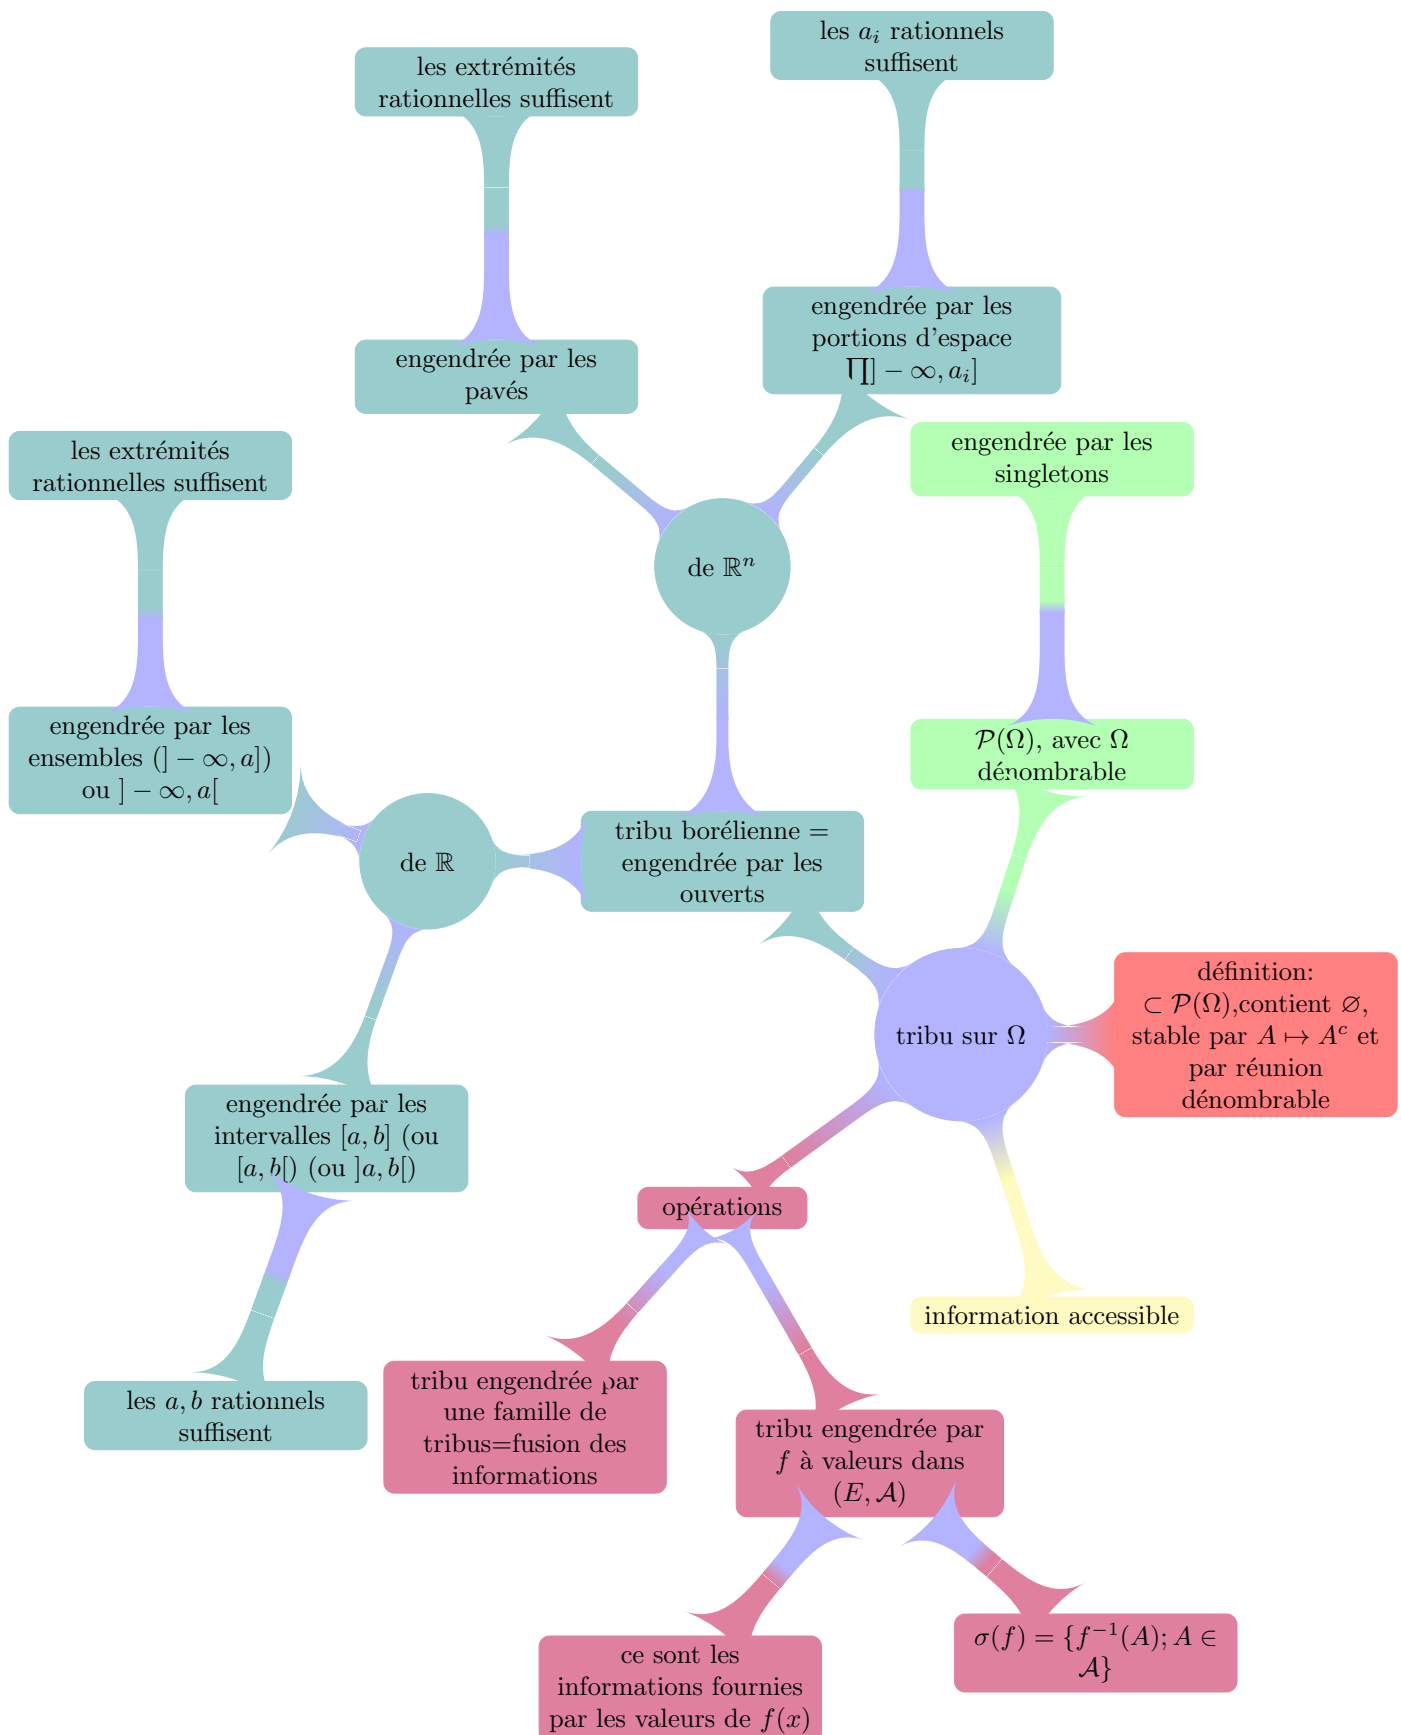 les $a_i$ rationnels
suffisent
les extrémités
rationnelles suffisent
engendrée par les
portions d'espace
$\prod ]-\infty, a_i]$
engendrée par les
pavés
les extrémités
rationnelles suffisent
engendrée par les
singletons
de $\mathbb{R}^n$
engendrée par les
ensembles $(]-\infty, a])$
ou $]-\infty, a[$
$\mathcal{P}(\Omega)$, avec $\Omega$
dénombrable
tribu borélienne =
engendrée par les
ouverts
de $\mathbb{R}$
définition:
$\subset \mathcal{P}(\Omega)$,contient $\varnothing$,
stable par $A \mapsto A^c$ et
par réunion
dénombrable
tribu sur $\Omega$
engendrée par les
intervalles $[a, b]$ (ou
$[a, b[$) (ou $]a, b[$)
opérations
information accessible
les $a, b$ rationnels
suffisent
tribu engendrée par
une famille de
tribus=fusion des
informations
tribu engendrée par
$f$ à valeurs dans
$(E, \mathcal{A})$
$\sigma(f) = \{f^{-1}(A); A \in$
$\mathcal{A}\}$
ce sont les
informations fournies
par les valeurs de $f(x)$